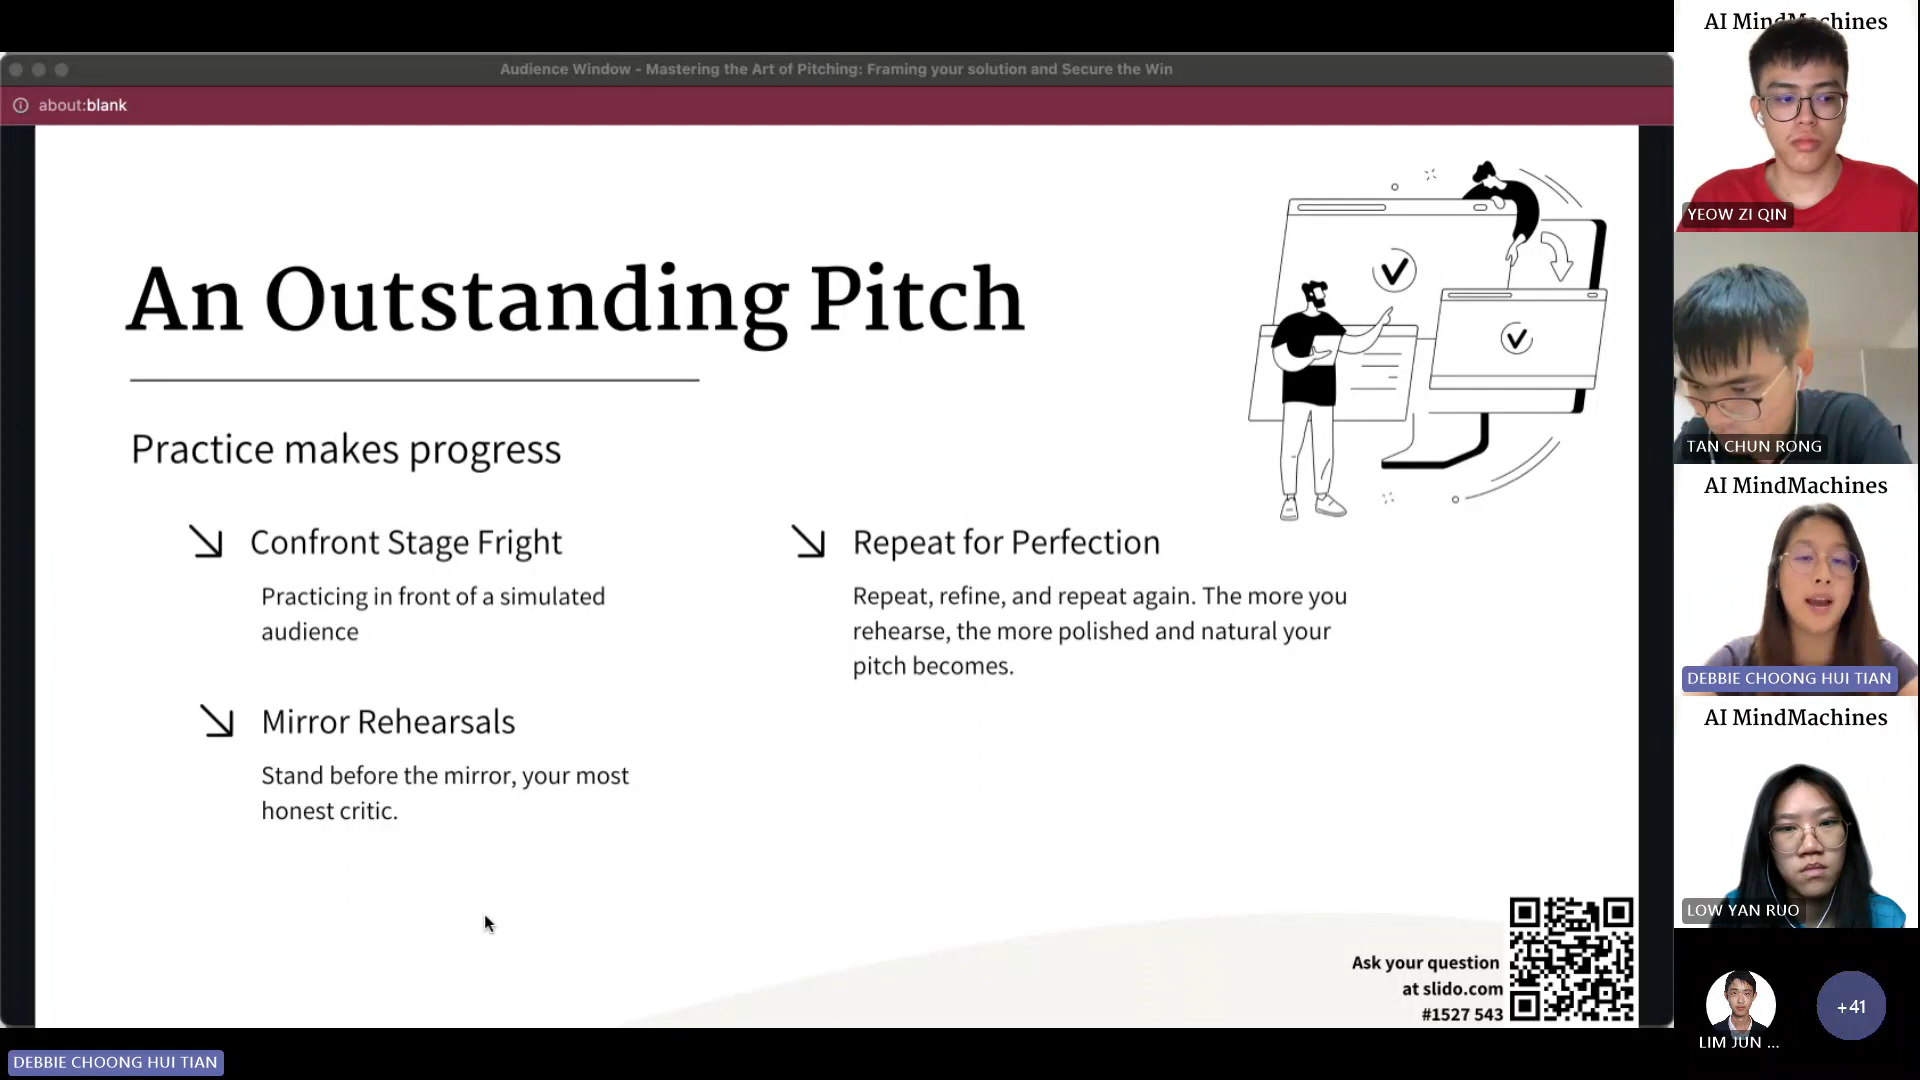 Audience Window - Mastering the Art of Pitching: Framing your solution and Secure the Win
about:blank
An Outstanding Pitch
Practice makes progress
Confront Stage Fright
Practicing in front of a simulated
audience
Mirror Rehearsals
Stand before the mirror, your most
honest critic.
Repeat for Perfection
Repeat, refine, and repeat again. The more you
rehearse, the more polished and natural your
pitch becomes.
Ask your question
at slido.com
#1527 543
DEBBIE CHOONG HUI TIAN
AI MindMachines
YEOW ZI QIN
TAN CHUN RONG
AI MindMachines
DEBBIE CHOONG HUI TIAN
AI MindMachines
LOW YAN RUO
LIM JUN ...
+41